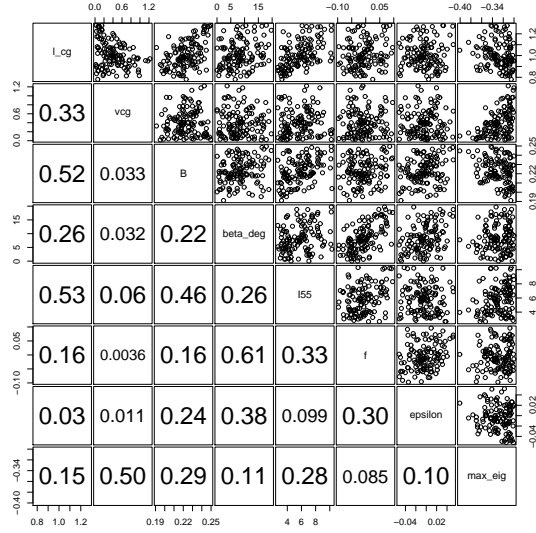 0.0 0.6 1.2 0 5 15 −0.10 0.05 −0.40 −0.34
l_cg 0.8 1.0 1.2
0.0 0.6 1.2 0.33 vcg
0.52 0.033 B 0.19 0.22 0.25
0 5 15 0.26 0.032 0.22 beta_deg
0.53 0.06 0.46 0.26 I55 4 6 8
−0.10 0.05 0.16 0.0036 0.16 0.61 0.33 f
0.03 0.011 0.24 0.38 0.099 0.30 epsilon −0.04 0.02
−0.40 −0.34 0.15 0.50 0.29 0.11 0.28 0.085 0.10 max_eig
0.8 1.0 1.2 0.19 0.22 0.25 4 6 8 −0.04 0.02